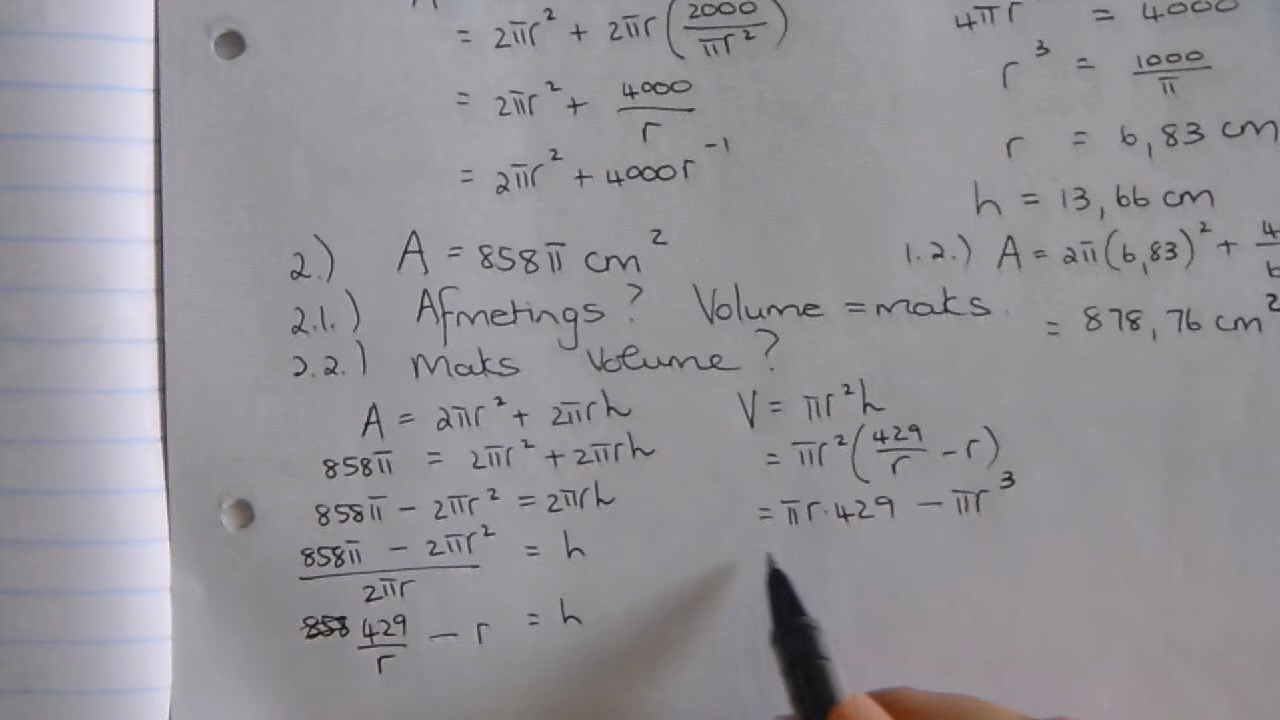 = 2πr² + 2πr(2000/πr²)
= 2πr² + 4000/r
= 2πr² + 4000r⁻¹
4πr = 4000
r³ = 1000/π
r = 6,83 cm
h = 13,66 cm
1.2.) A = 2π(6,83)² +
= 878,76 cm²
2.) A = 858π cm²
2.1.) Afmetings? Volume = maks.
2.2.) Maks volume?
A = 2πr² + 2πrh
858π = 2πr² + 2πrh
858π − 2πr² = 2πrh
858π − 2πr² / 2πr = h
429/r − r = h
V = πr²h
= πr²(429/r − r)
= πr·429 − πr³